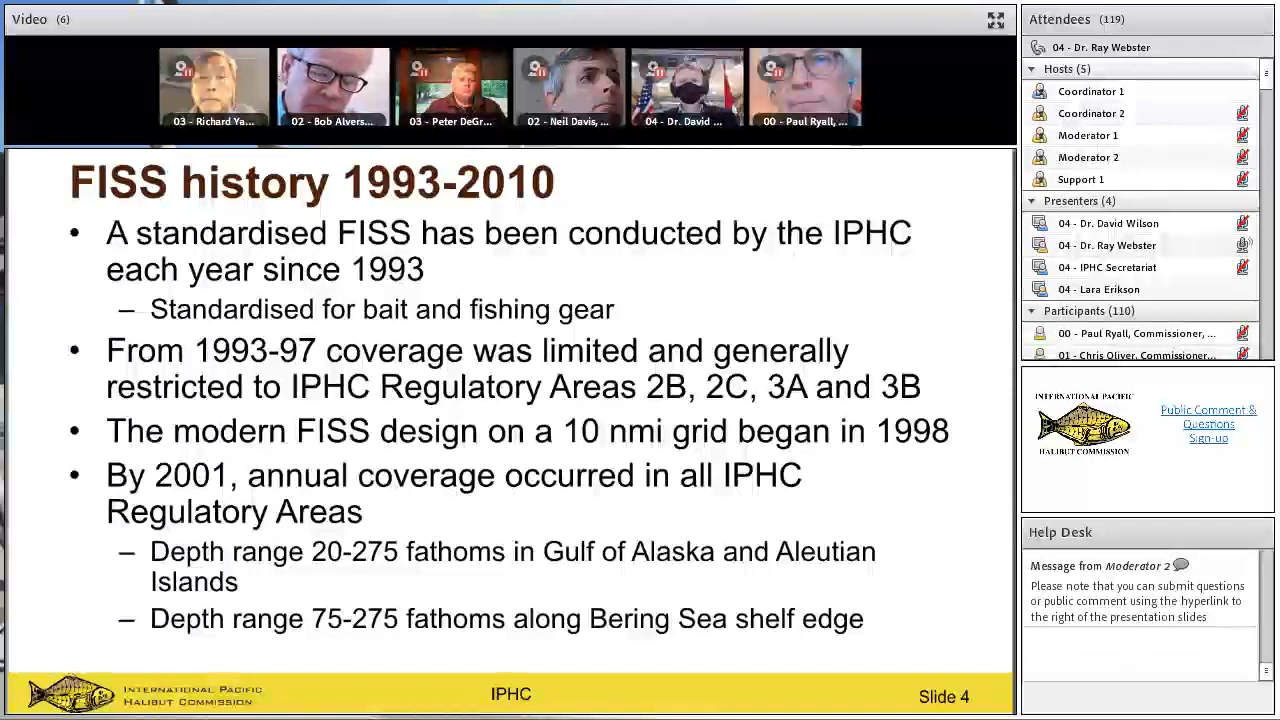 Video (6)
03 - Richard Ya...
02 - Bob Alvers...
03 - Peter DeGr...
02 - Neil Davis, ...
04 - Dr. David ...
00 - Paul Ryall, ...
FISS history 1993-2010
• A standardised FISS has been conducted by the IPHC
each year since 1993
– Standardised for bait and fishing gear
• From 1993-97 coverage was limited and generally
restricted to IPHC Regulatory Areas 2B, 2C, 3A and 3B
• The modern FISS design on a 10 nmi grid began in 1998
• By 2001, annual coverage occurred in all IPHC
Regulatory Areas
– Depth range 20-275 fathoms in Gulf of Alaska and Aleutian
Islands
– Depth range 75-275 fathoms along Bering Sea shelf edge
INTERNATIONAL PACIFIC
HALIBUT COMMISSION
IPHC
Slide 4
Attendees (119)
04 - Dr. Ray Webster
Hosts (5)
Coordinator 1
Coordinator 2
Moderator 1
Moderator 2
Support 1
Presenters (4)
04 - Dr. David Wilson
04 - Dr. Ray Webster
04 - IPHC Secretariat
04 - Lara Erikson
Participants (110)
00 - Paul Ryall, Commissioner, ...
01 - Chris Oliver, Commissioner...
INTERNATIONAL PACIFIC
HALIBUT COMMISSION
Public Comment &
Questions
Sign-up
Help Desk
Message from Moderator 2
Please note that you can submit questions
or public comment using the hyperlink to
the right of the presentation slides